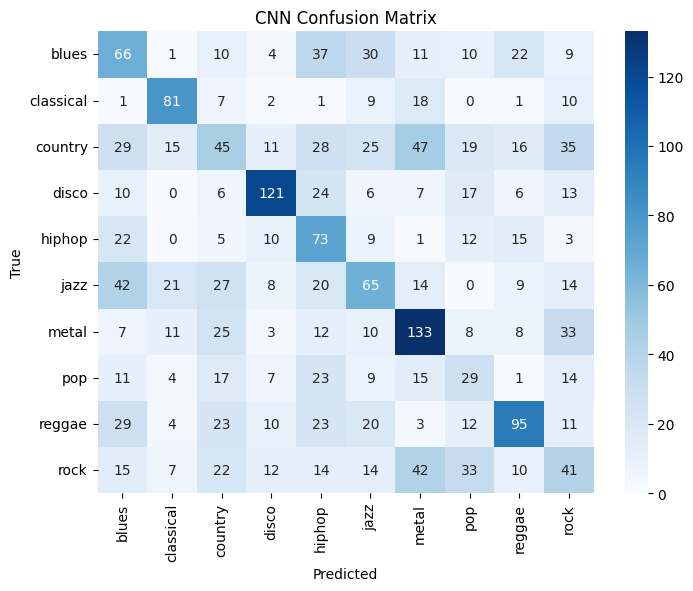 CNN Confusion Matrix
blues 66 1 10 4 37 30 11 10 22 9
classical 1 81 7 2 1 9 18 0 1 10
country 29 15 45 11 28 25 47 19 16 35
disco 10 0 6 121 24 6 7 17 6 13
hiphop 22 0 5 10 73 9 1 12 15 3
jazz 42 21 27 8 20 65 14 0 9 14
metal 7 11 25 3 12 10 133 8 8 33
pop 11 4 17 7 23 9 15 29 1 14
reggae 29 4 23 10 23 20 3 12 95 11
rock 15 7 22 12 14 14 42 33 10 41
blues classical country disco hiphop jazz metal pop reggae rock
Predicted
True
120
100
80
60
40
20
0